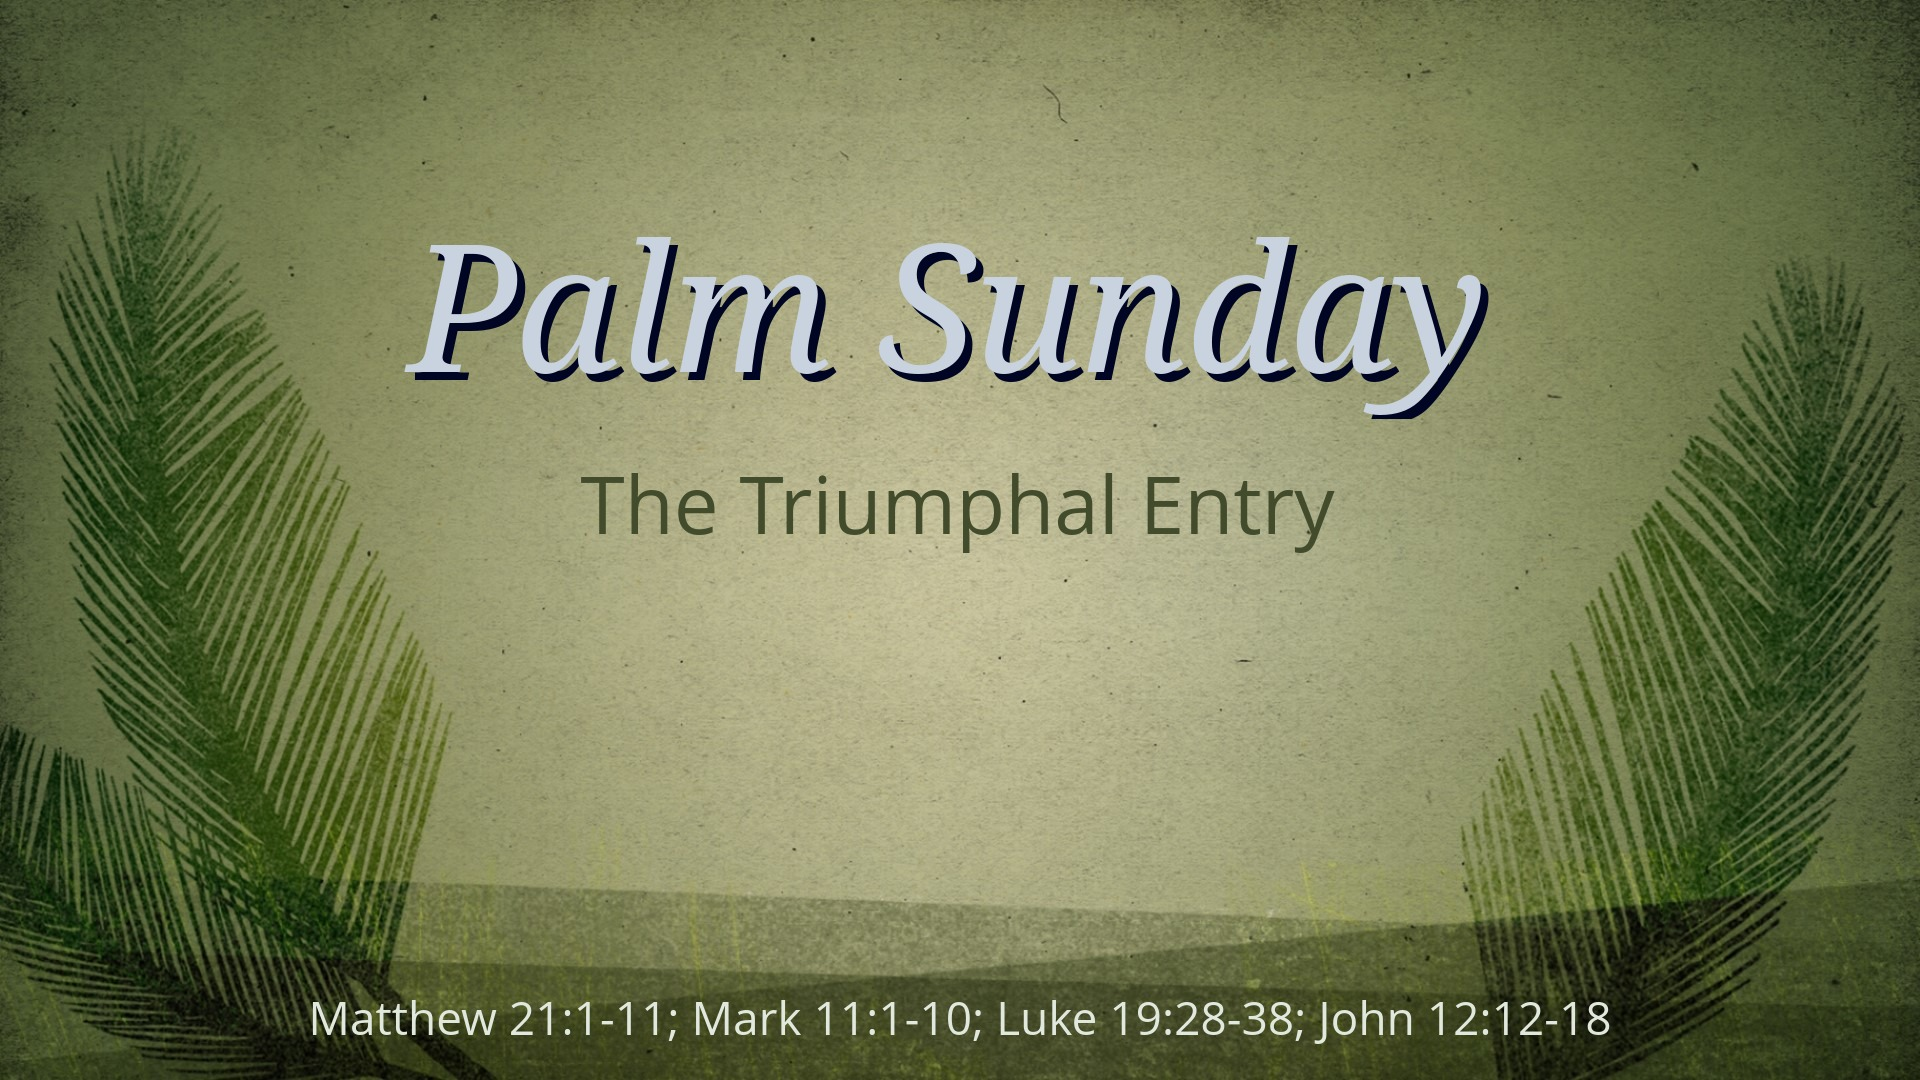 Palm Sunday
The Triumphal Entry
Matthew 21:1-11; Mark 11:1-10; Luke 19:28-38; John 12:12-18